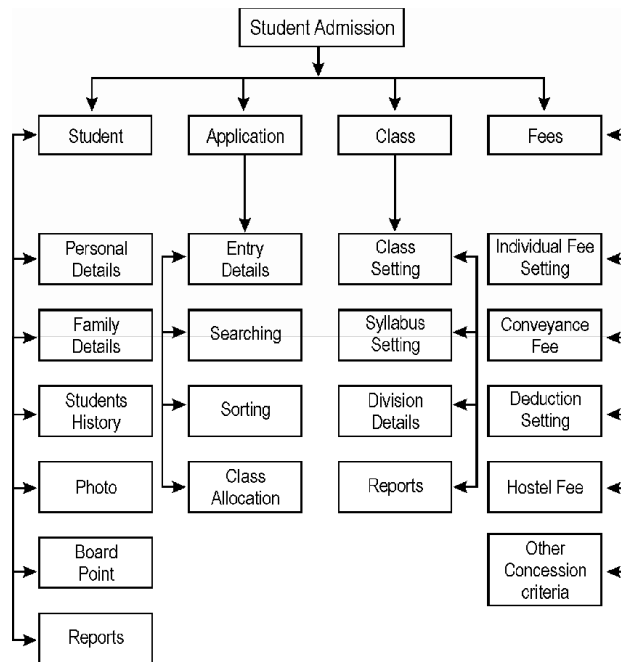 Student Admission
Student
Application
Class
Fees
Personal
Details
Entry
Details
Class
Setting
Individual Fee
Setting
Family
Details
Searching
Syllabus
Setting
Conveyance
Fee
Students
History
Sorting
Division
Details
Deduction
Setting
Photo
Class
Allocation
Reports
Hostel Fee
Board
Point
Other
Concession
criteria
Reports